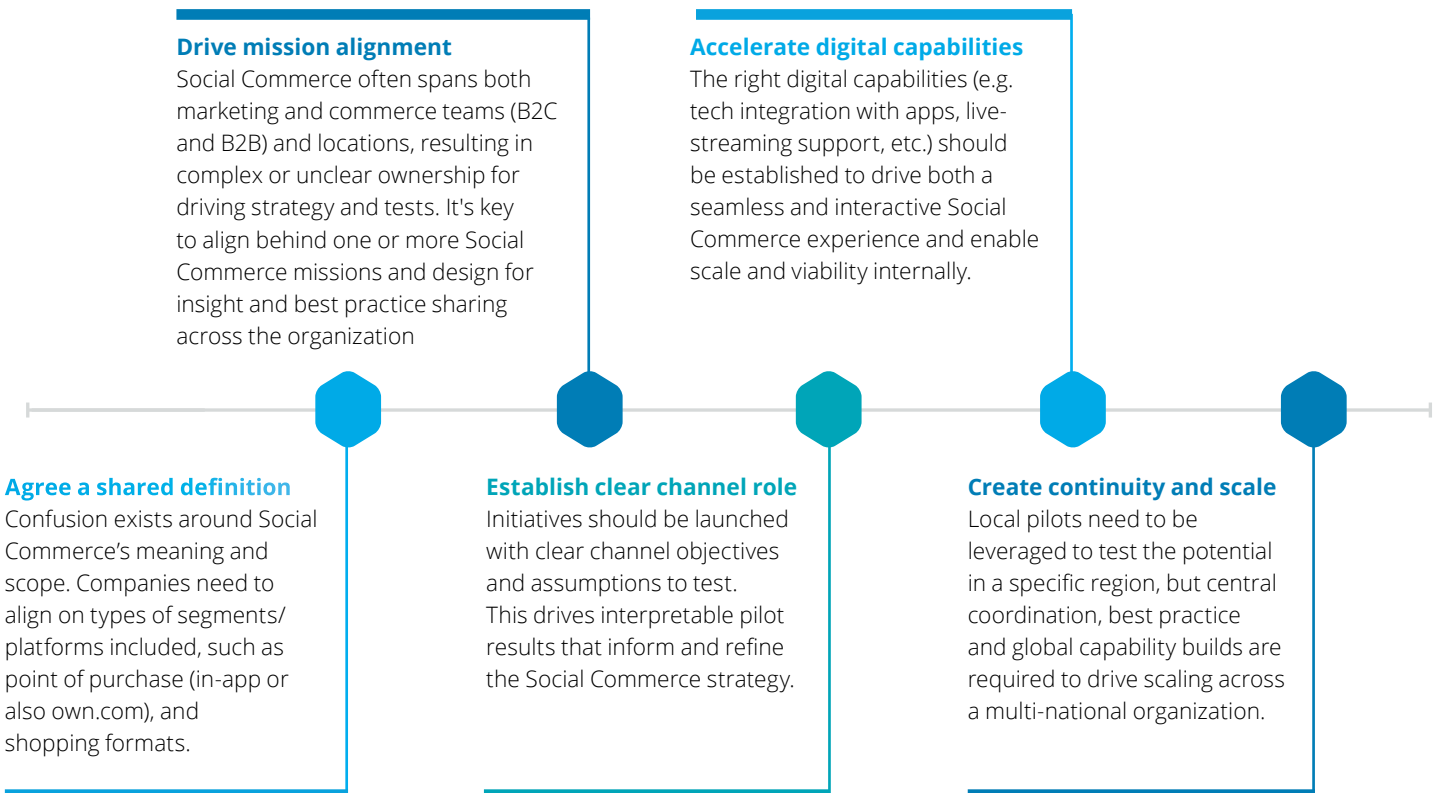 Drive mission alignment
Social Commerce often spans both
marketing and commerce teams (B2C
and B2B) and locations, resulting in
complex or unclear ownership for
driving strategy and tests. It's key
to align behind one or more Social
Commerce missions and design for
insight and best practice sharing
across the organization
Accelerate digital capabilities
The right digital capabilities (e.g.
tech integration with apps, live-
streaming support, etc.) should
be established to drive both a
seamless and interactive Social
Commerce experience and enable
scale and viability internally.
Agree a shared definition
Confusion exists around Social
Commerce’s meaning and
scope. Companies need to
align on types of segments/
platforms included, such as
point of purchase (in-app or
also own.com), and
shopping formats.
Establish clear channel role
Initiatives should be launched
with clear channel objectives
and assumptions to test.
This drives interpretable pilot
results that inform and refine
the Social Commerce strategy.
Create continuity and scale
Local pilots need to be
leveraged to test the potential
in a specific region, but central
coordination, best practice
and global capability builds are
required to drive scaling across
a multi-national organization.